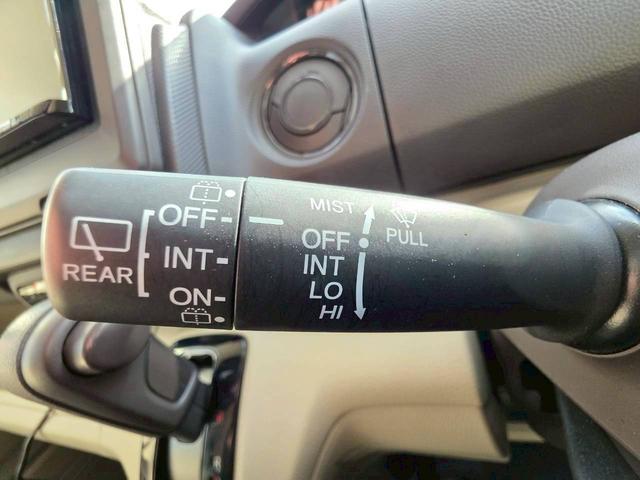 REAR
OFF
INT
ON
MIST
PULL
OFF
INT
LO
HI